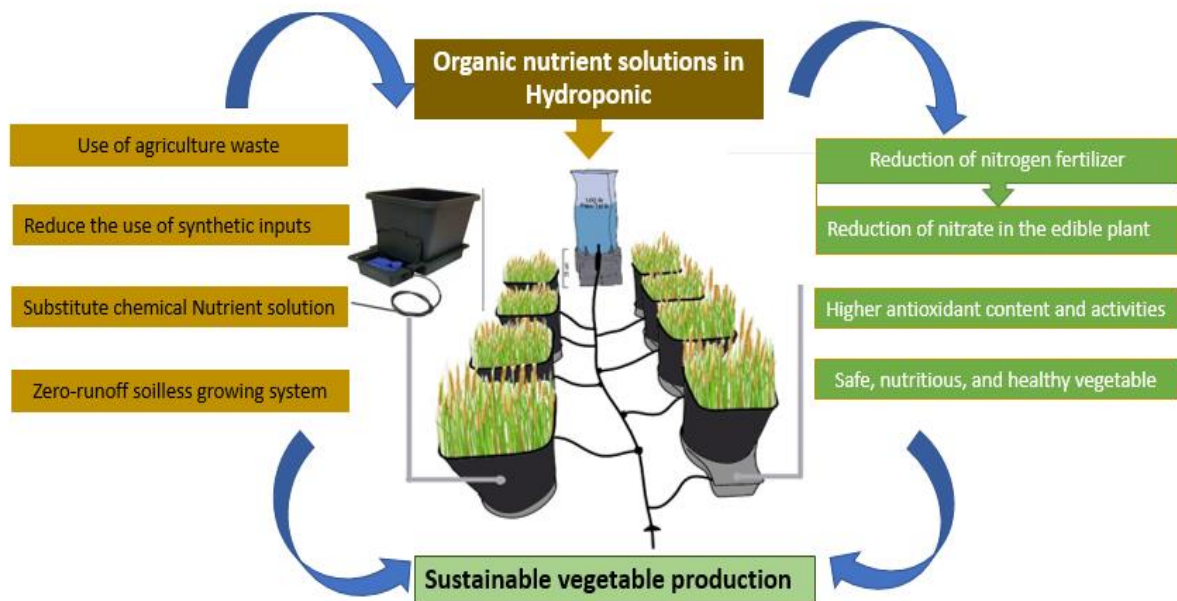 Organic nutrient solutions in
Hydroponic
Use of agriculture waste
Reduce the use of synthetic inputs
Substitute chemical Nutrient solution
Zero-runoff soilless growing system
Reduction of nitrogen fertilizer
Reduction of nitrate in the edible plant
Higher antioxidant content and activities
Safe, nutritious, and healthy vegetable
Sustainable vegetable production